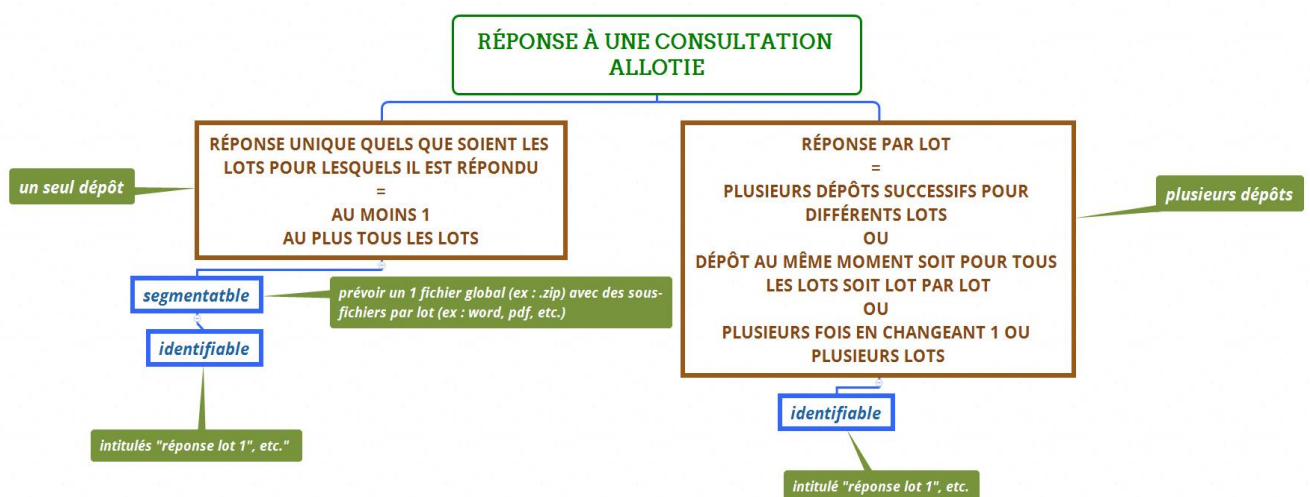 RÉPONSE À UNE CONSULTATION
ALLOTIE
un seul dépôt
RÉPONSE UNIQUE QUELS QUE SOIENT LES
LOTS POUR LESQUELS IL EST RÉPONDU
=
AU MOINS 1
AU PLUS TOUS LES LOTS
segmentatble
prévoir un 1 fichier global (ex : .zip) avec des sous-
fichiers par lot (ex : word, pdf, etc.)
identifiable
intitulés "réponse lot 1", etc."
RÉPONSE PAR LOT
=
PLUSIEURS DÉPÔTS SUCCESSIFS POUR
DIFFÉRENTS LOTS
OU
DÉPÔT AU MÊME MOMENT SOIT POUR TOUS
LES LOTS SOIT LOT PAR LOT
OU
PLUSIEURS FOIS EN CHANGEANT 1 OU
PLUSIEURS LOTS
plusieurs dépôts
identifiable
intitulé "réponse lot 1", etc.